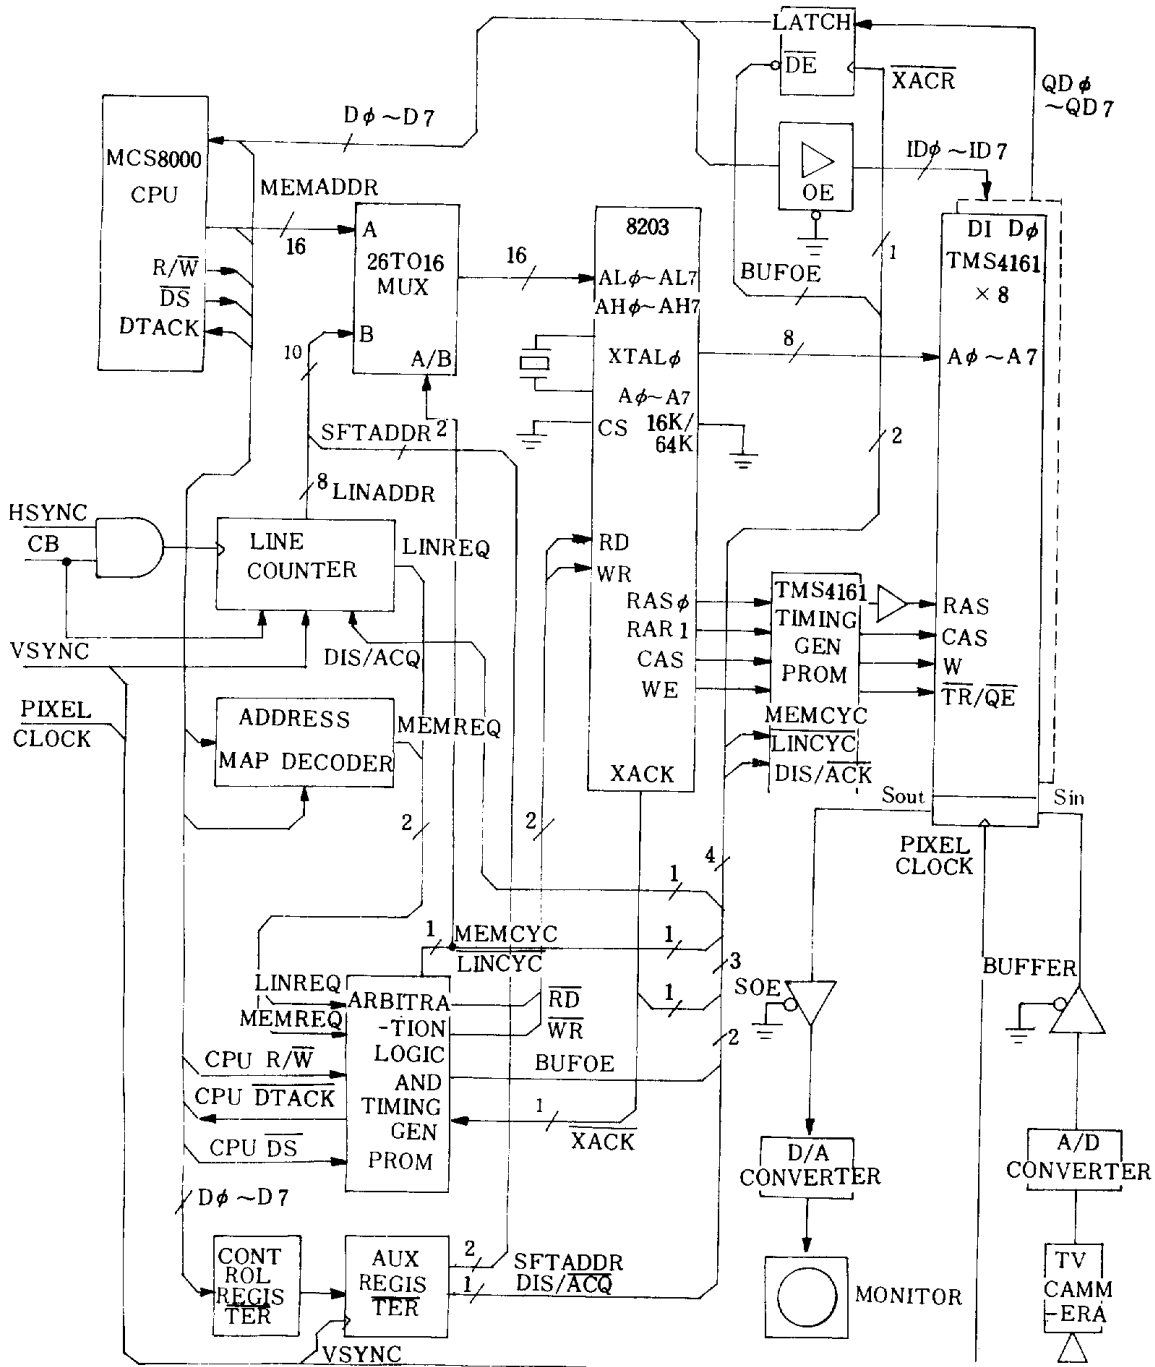 LATCH
DE
XACR
QDφ
~QD7
Dφ~D7
MCS8000
CPU
MEMADDR
16
R/W
DS
DTACK
A
26TO16
MUX
B
A/B
10
2
SFTADDR
8
LINADDR
16
8203
ALφ~AL7
AHφ~AH7
XTALφ
Aφ~A7
CS
16K/
64K
RD
WR
RASφ
RAR1
CAS
WE
XACK
OE
IDφ~ID7
BUFOE
1
8
2
DI Dφ
TMS4161
×8
Aφ~A7
RAS
CAS
W
TR/QE
TMS4161
TIMING
GEN
PROM
MEMCYC
LINCYC
DIS/ACK
HSYNC
CB
LINE
COUNTER
LINREQ
VSYNC
DIS/ACQ
PIXEL
CLOCK
ADDRESS
MAP DECODER
MEMREQ
2
2
Sout
Sin
PIXEL
CLOCK
4
1
1
MEMCYC
LINCYC
1
3
1
2
LINREQ
MEMREQ
CPU R/W
CPU DTACK
CPU DS
ARBITRA
-TION
LOGIC
AND
TIMING
GEN
PROM
RD
WR
BUFOE
1
XACK
SOE
BUFFER
D/A
CONVERTER
A/D
CONVERTER
Dφ~D7
CONT
ROL
REGIS
TER
AUX
REGIS
TER
2
1
SFTADDR
DIS/ACQ
MONITOR
TV
CAMM
-ERA
VSYNC